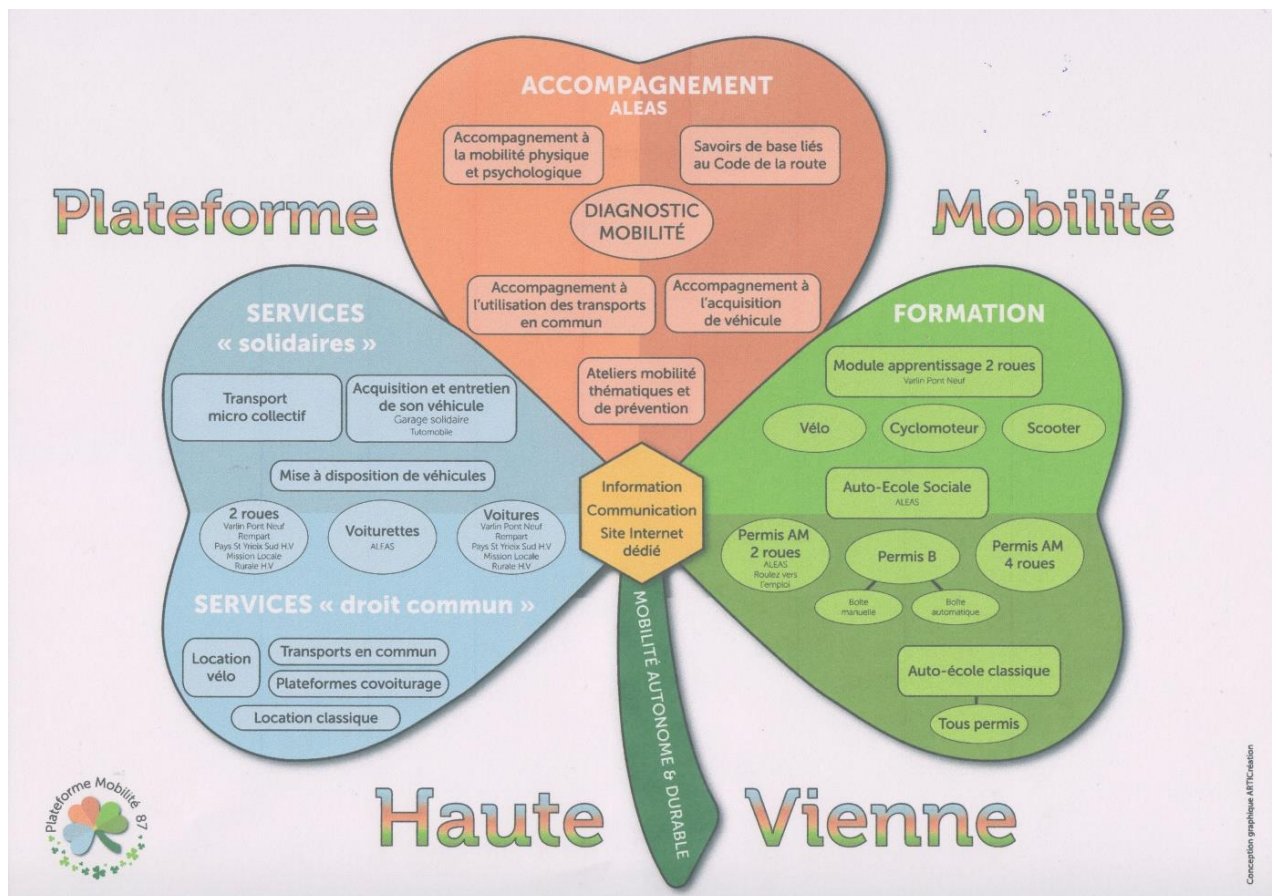 ACCOMPAGNEMENT
ALEAS
Accompagnement à
la mobilité physique
et psychologique
Savoirs de base liés
au Code de la route
DIAGNOSTIC
MOBILITÉ
Accompagnement à
l'utilisation des transports
en commun
Accompagnement à
l'acquisition
de véhicule
Ateliers mobilité
thématiques et
de prévention
Plateforme
Mobilité
SERVICES
« solidaires »
Transport
micro collectif
Acquisition et entretien
de son véhicule
Garage solidaire
Tutomobile
Mise à disposition de véhicules
2 roues
Varlin Pont Neuf
Rempart
Pays St Yrieix Sud H.V
Mission Locale
Rurale H.V
Voiturettes
ALEAS
Voitures
Varlin Pont Neuf
Rempart
Pays St Yrieix Sud H.V
Mission Locale
Rurale H.V
SERVICES « droit commun »
Location
vélo
Transports en commun
Plateformes covoiturage
Location classique
Information
Communication
Site Internet
dédié
FORMATION
Module apprentissage 2 roues
Varlin Pont Neuf
Vélo
Cyclomoteur
Scooter
Auto-Ecole Sociale
ALEAS
Permis AM
2 roues
ALEAS
Roulez vers
l'emploi
Permis B
Permis AM
4 roues
Boîte
manuelle
Boîte
automatique
Auto-école classique
Tous permis
MOBILITÉ AUTONOME & DURABLE
Haute
Vienne
Plateforme Mobilité 87
Conception graphique ARTICréation